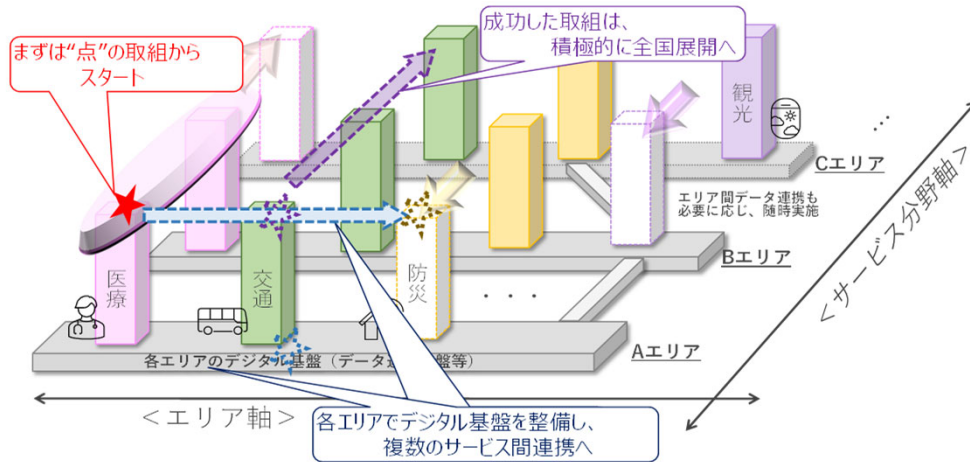 まずは“点”の取組から
スタート
成功した取組は、
積極的に全国展開へ
観光
…
Cエリア
エリア間データ連携も
必要に応じ、随時実施
Bエリア
医療
交通
防災
・・・
Aエリア
各エリアのデジタル基盤（データ連 盤等）
＜エリア軸＞
＜サービス分野軸＞
各エリアでデジタル基盤を整備し、
複数のサービス間連携へ